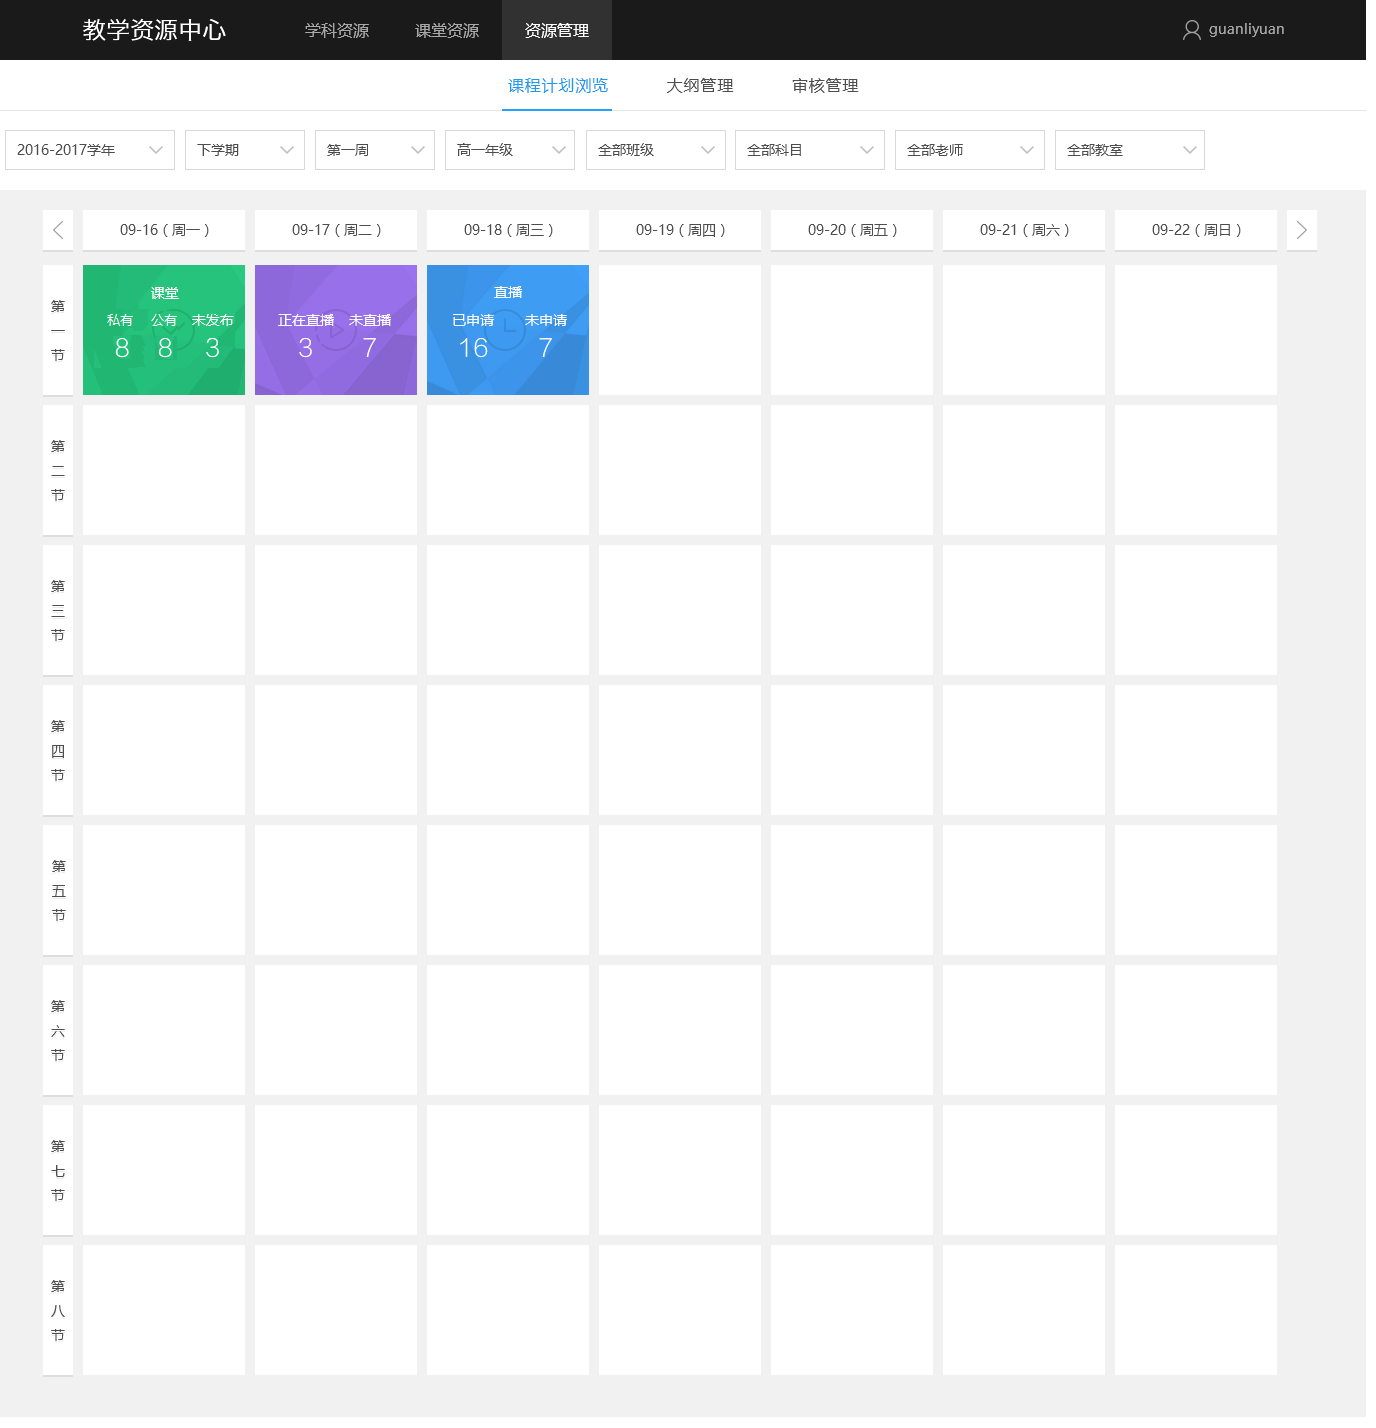 教学资源中心 学科资源 课堂资源 资源管理 guanliyuan
课程计划浏览 大纲管理 审核管理
2016-2017学年 下学期 第一周 高一年级 全部班级 全部科目 全部老师 全部教室
09-16（周一） 09-17（周二） 09-18（周三） 09-19（周四） 09-20（周五） 09-21（周六） 09-22（周日）
第一节
课堂
私有 公有 未发布
8 8 3
正在直播 未直播
3 7
直播
已申请 未申请
16 7
第二节
第三节
第四节
第五节
第六节
第七节
第八节